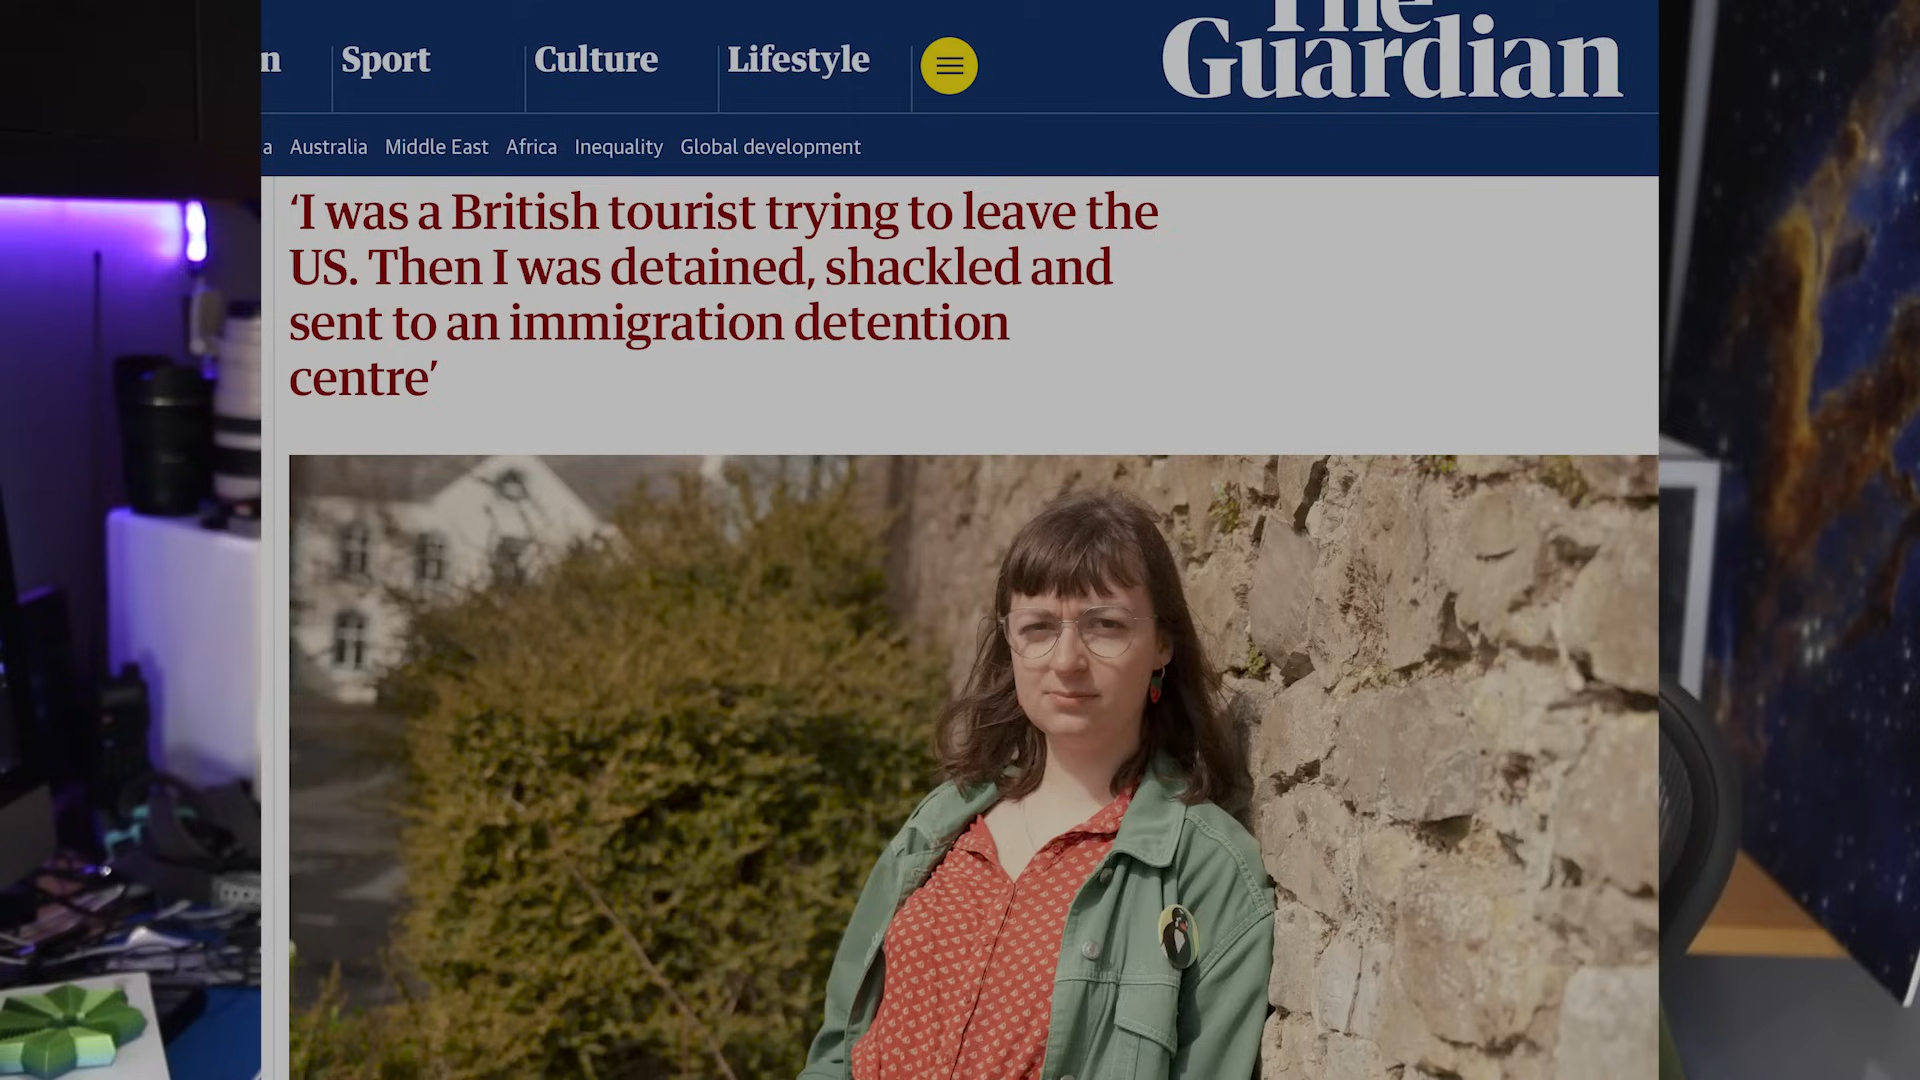 n Sport Culture Lifestyle
The
Guardian
a Australia Middle East Africa Inequality Global development
‘I was a British tourist trying to leave the
US. Then I was detained, shackled and
sent to an immigration detention
centre’